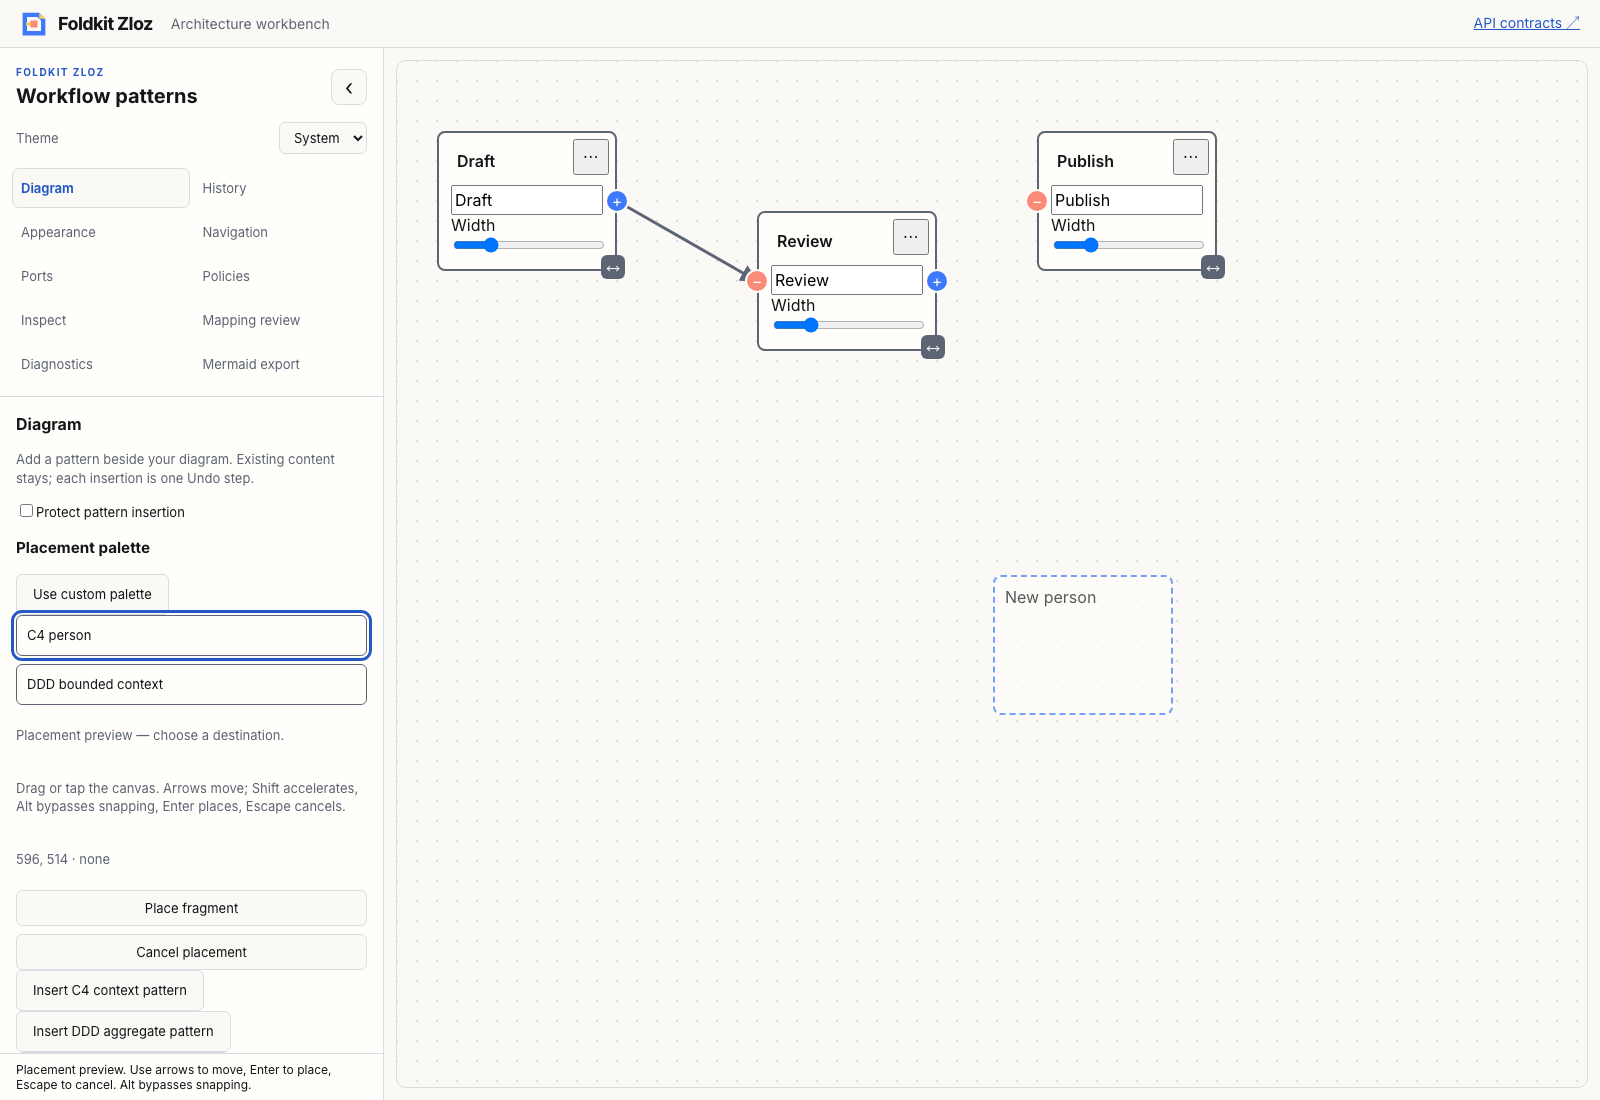 Foldkit Zloz
Architecture workbench
API contracts ↗
FOLDKIT ZLOZ
Workflow patterns
Theme
System
Diagram
History
Appearance
Navigation
Ports
Policies
Inspect
Mapping review
Diagnostics
Mermaid export
Diagram
Add a pattern beside your diagram. Existing content
stays; each insertion is one Undo step.
Protect pattern insertion
Placement palette
Use custom palette
C4 person
DDD bounded context
Placement preview — choose a destination.
Drag or tap the canvas. Arrows move; Shift accelerates,
Alt bypasses snapping, Enter places, Escape cancels.
596, 514 · none
Place fragment
Cancel placement
Insert C4 context pattern
Insert DDD aggregate pattern
Placement preview. Use arrows to move, Enter to place,
Escape to cancel. Alt bypasses snapping.
Draft
...
Draft
+
Width
↔
Review
...
−
Review
+
Width
↔
Publish
...
−
Publish
Width
↔
New person